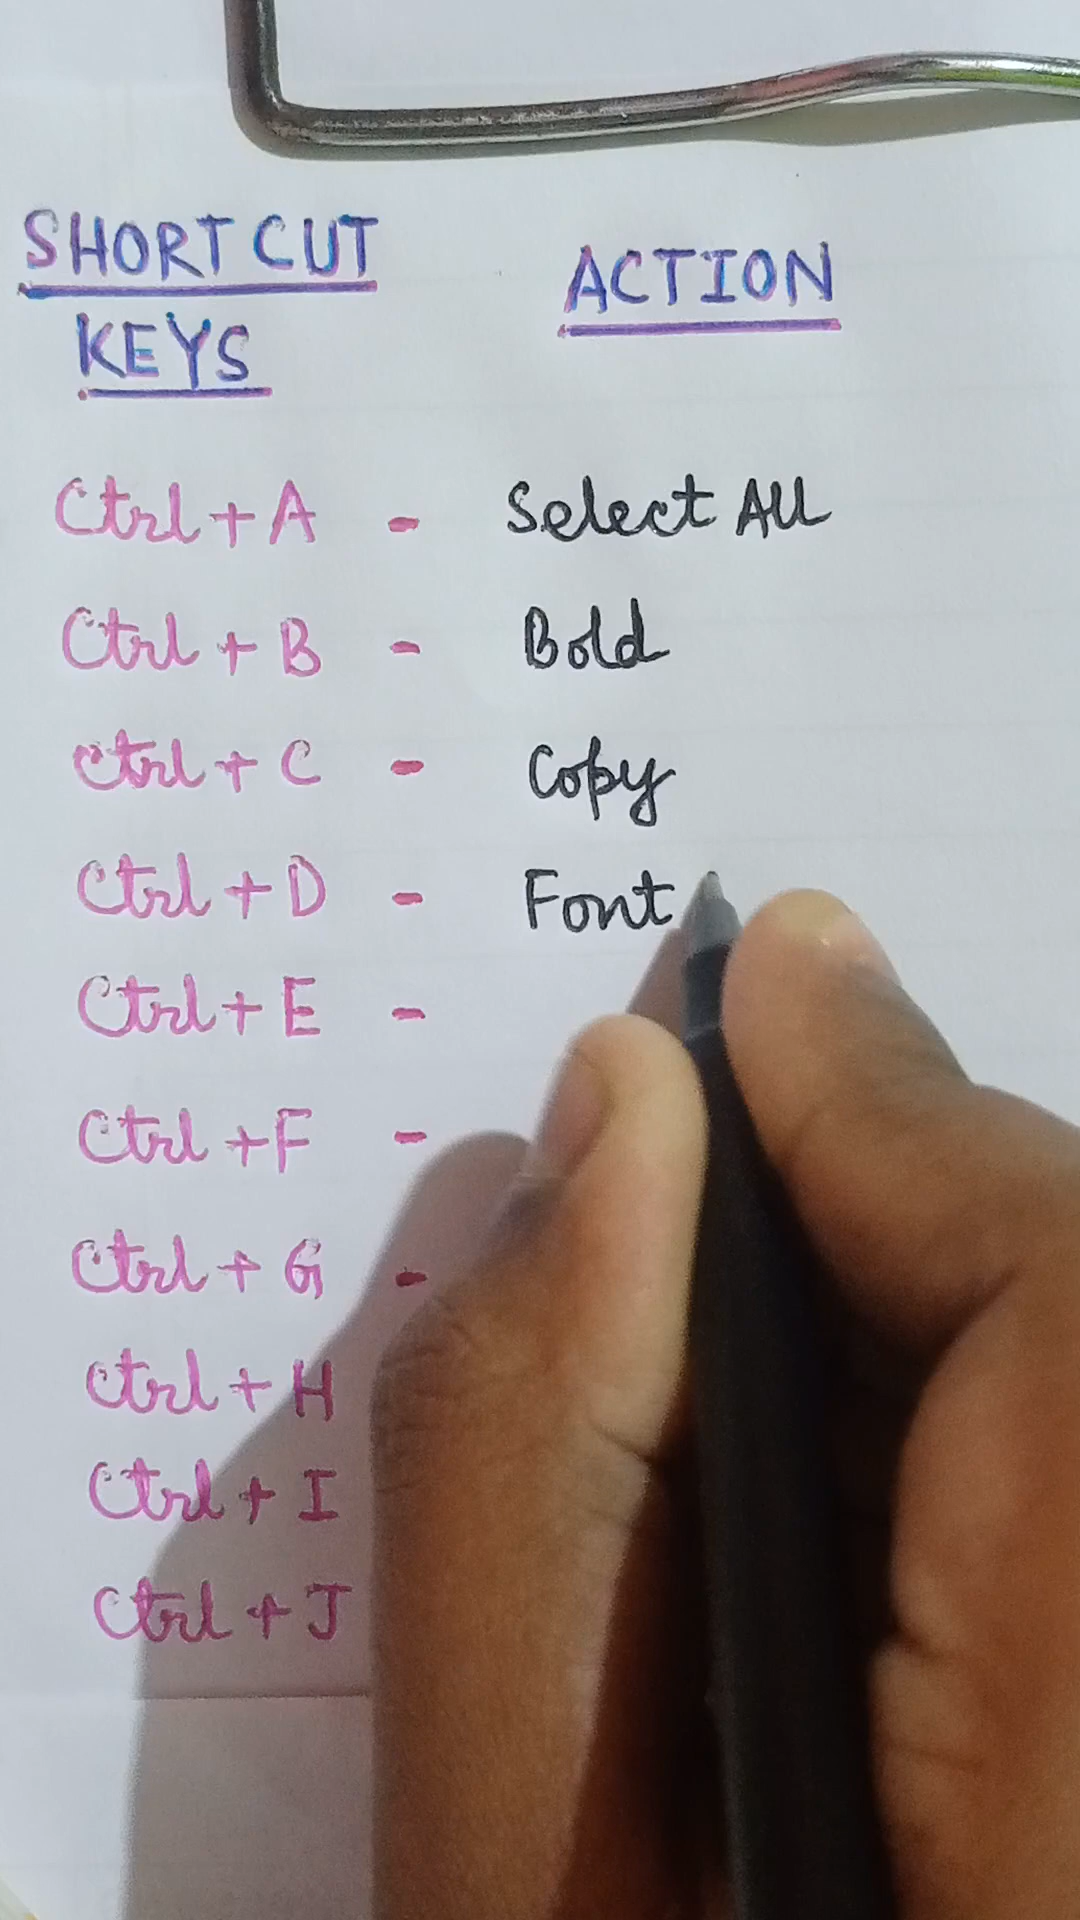 SHORT CUT KEYS ACTION
Ctrl + A - Select All
Ctrl + B - Bold
Ctrl + C - Copy
Ctrl + D - Font
Ctrl + E -
Ctrl + F -
Ctrl + G -
Ctrl + H
Ctrl + I
Ctrl + J